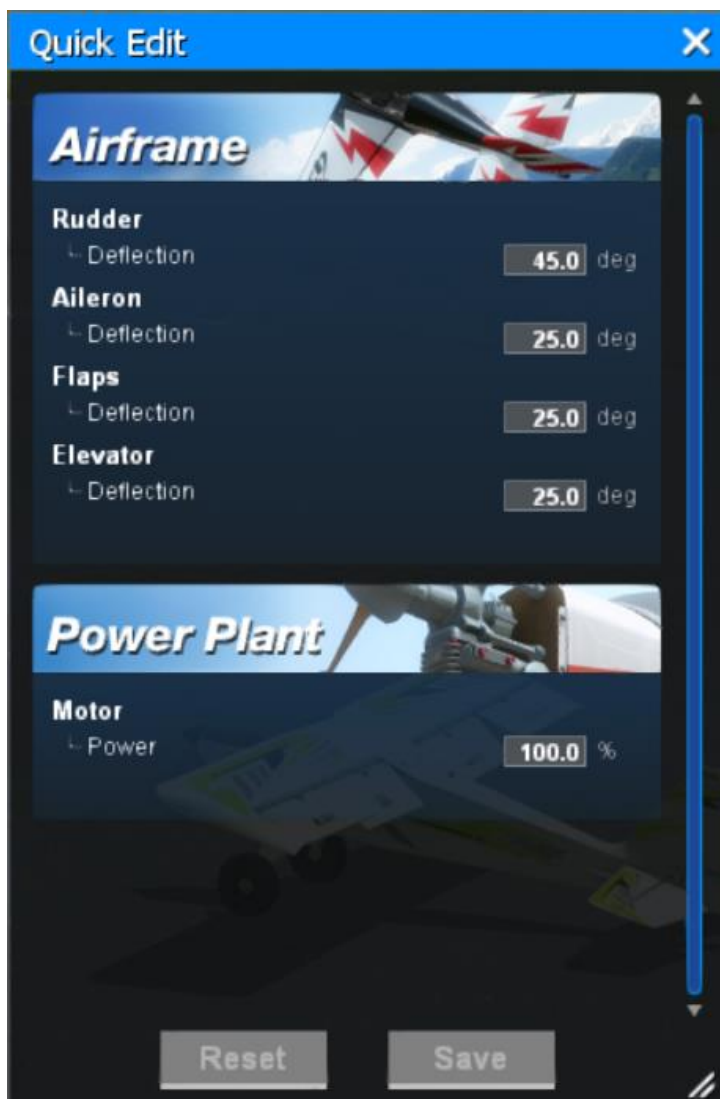 Quick Edit
Airframe
Rudder
Deflection 45.0 deg
Aileron
Deflection 25.0 deg
Flaps
Deflection 25.0 deg
Elevator
Deflection 25.0 deg
Power Plant
Motor
Power 100.0 %
Reset Save